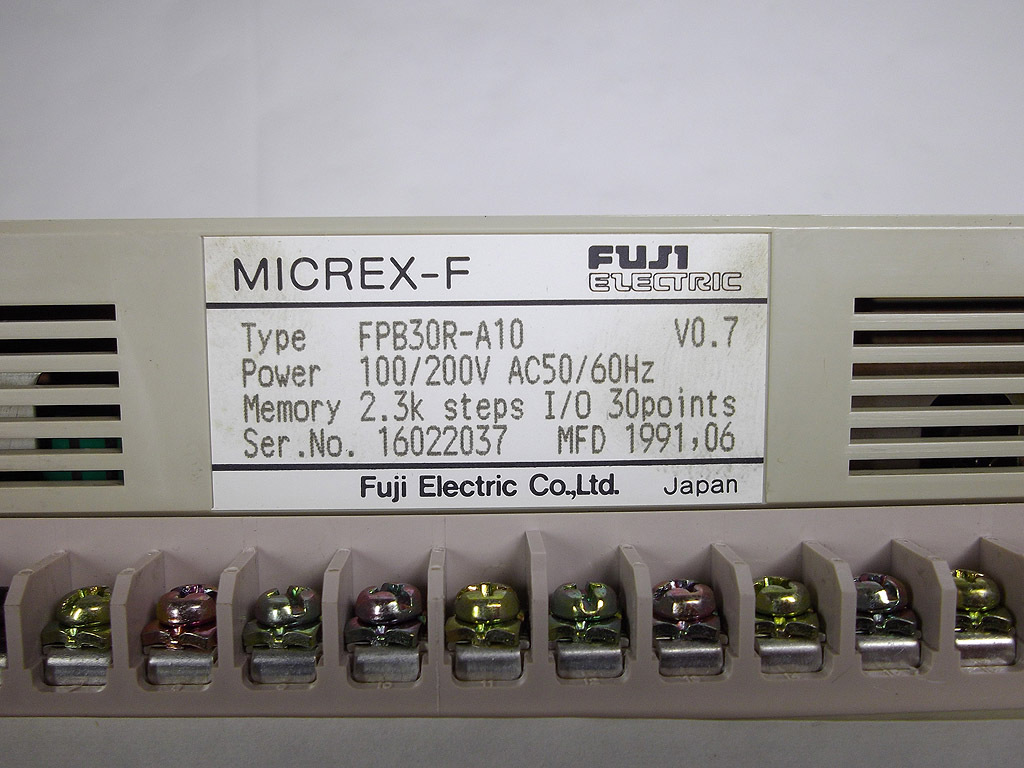 MICREX-F FUJI ELECTRIC
Type FPB30R-A10 V0.7
Power 100/200V AC50/60Hz
Memory 2.3k steps I/O 30points
Ser.No. 16022037 MFD 1991,06
Fuji Electric Co.,Ltd. Japan